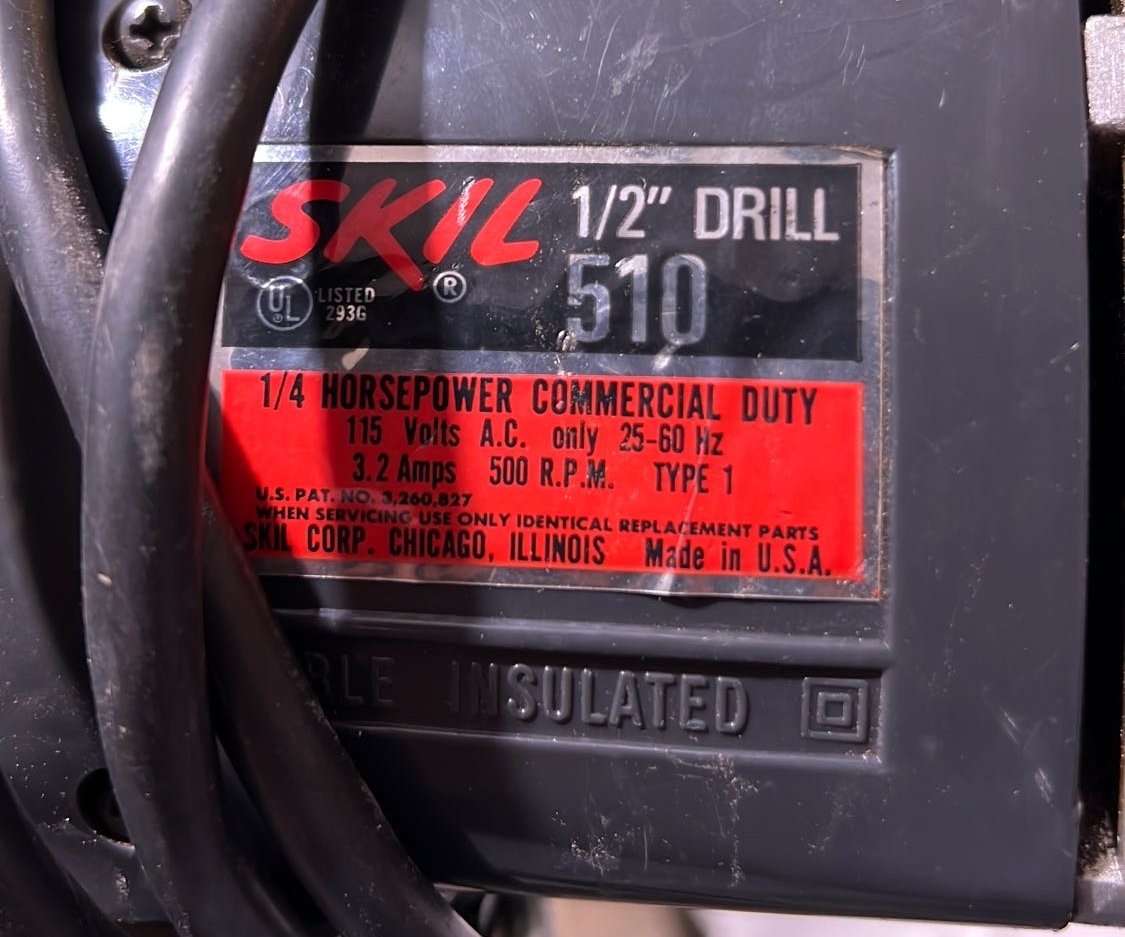 SKIL ® 1/2" DRILL
UL ® LISTED 293G 510
1/4 HORSEPOWER COMMERCIAL DUTY
115 Volts A.C. only 25-60 Hz
3.2 Amps 500 R.P.M. TYPE 1
U.S. PAT. NO. 3,260,827
WHEN SERVICING USE ONLY IDENTICAL REPLACEMENT PARTS
SKIL CORP. CHICAGO, ILLINOIS Made in U.S.A.
BLE INSULATED